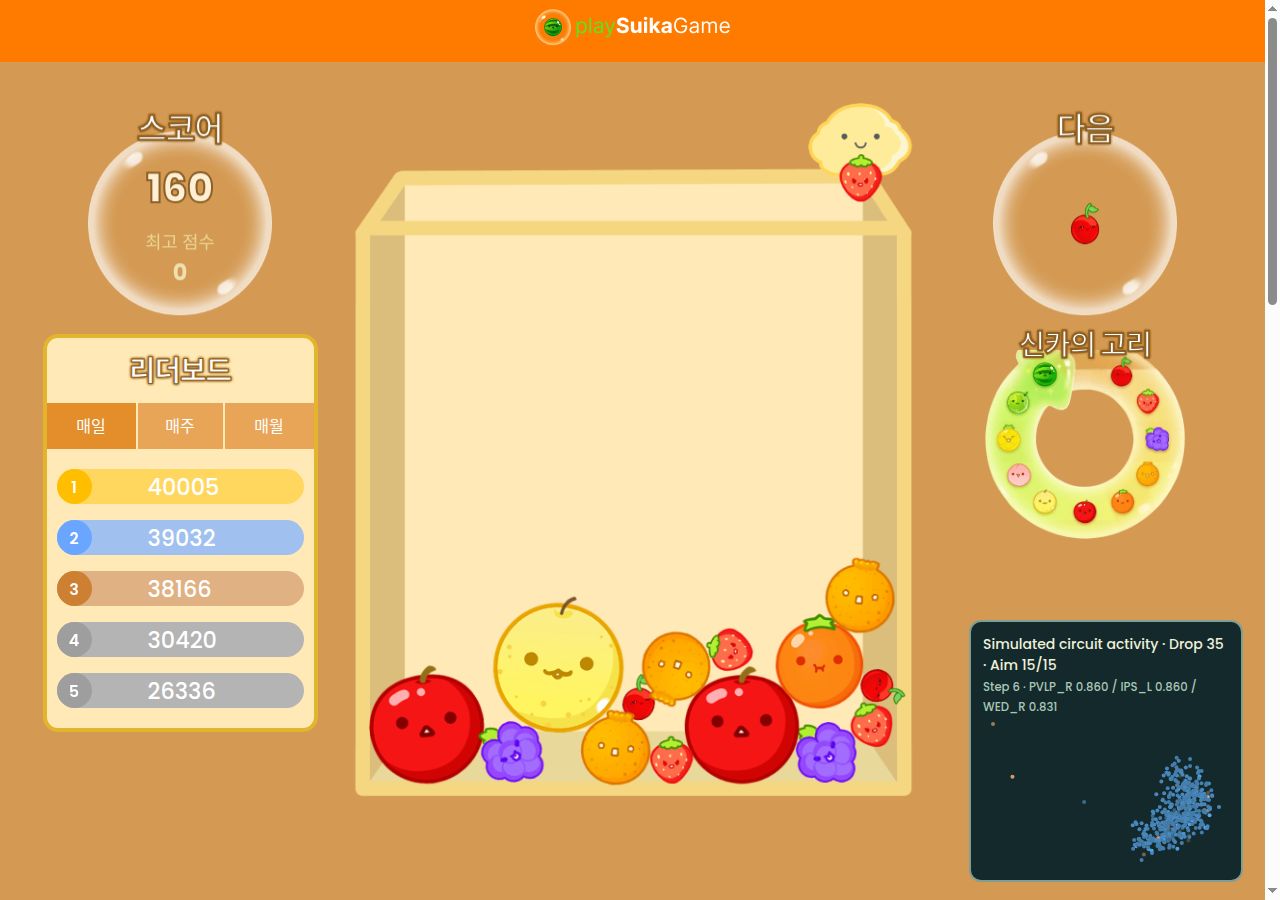 playSuikaGame
스코어
160
최고 점수
0
리더보드
매일 매주 매월
1 40005
2 39032
3 38166
4 30420
5 26336
다음
신카의 고리
Simulated circuit activity · Drop 35
· Aim 15/15
Step 6 · PVLP_R 0.860 / IPS_L 0.860 /
WED_R 0.831